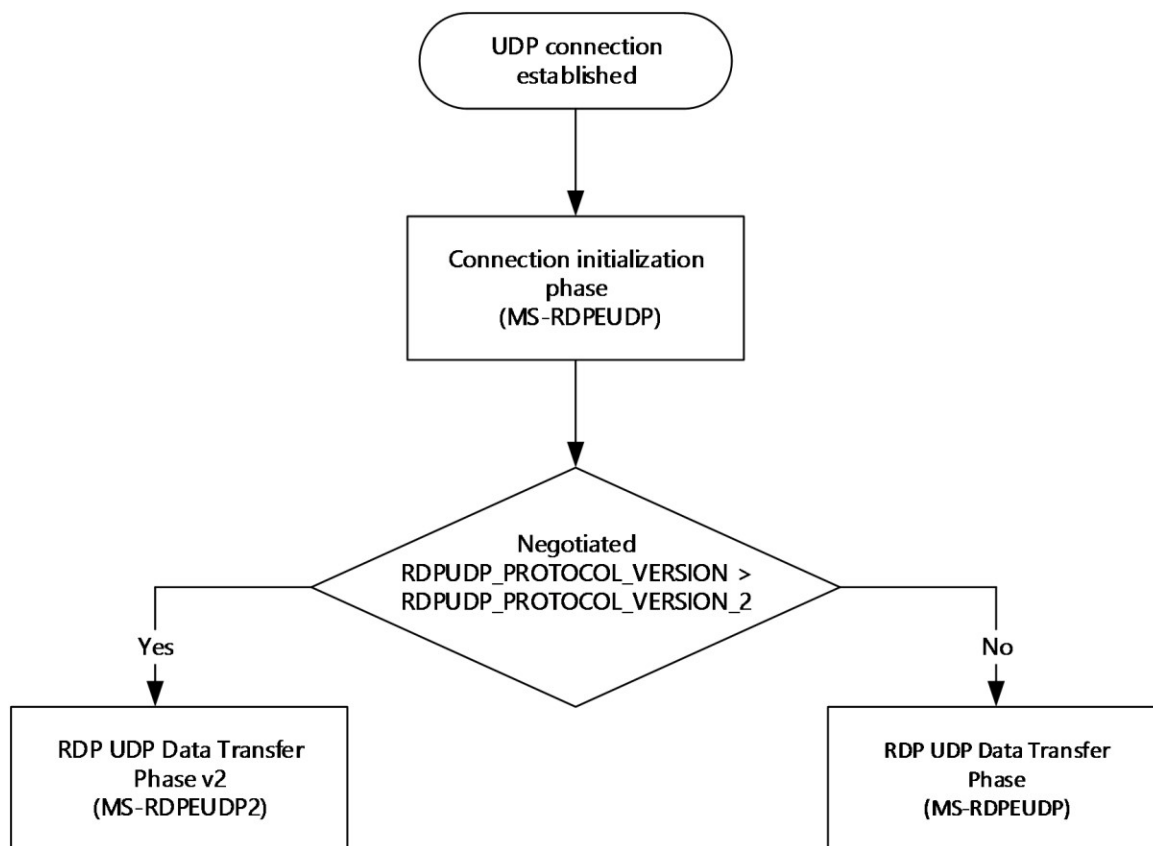 UDP connection
established
Connection initialization
phase
(MS-RDPEUDP)
Negotiated
RDPUDP_PROTOCOL_VERSION >
RDPUDP_PROTOCOL_VERSION_2
Yes
No
RDP UDP Data Transfer
Phase v2
(MS-RDPEUDP2)
RDP UDP Data Transfer
Phase
(MS-RDPEUDP)